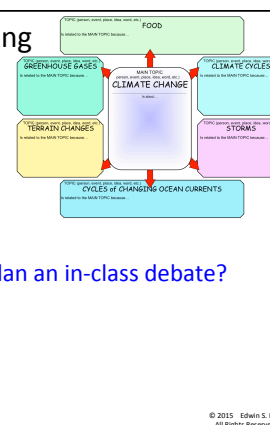 ng
TOPIC (person, event, place, idea, word, etc.)
FOOD
is related to the MAIN TOPIC because...
TOPIC (person, event, place, idea, word, etc.)
GREENHOUSE GASES
is related to the MAIN TOPIC because...
MAIN TOPIC
(person, event, place, idea, word, etc.)
CLIMATE CHANGE
is about...
TOPIC (person, event, place, idea, word, etc.)
CLIMATE CYCLES
is related to the MAIN TOPIC because...
TOPIC (person, event, place, idea, word, etc.)
TERRAIN CHANGES
is related to the MAIN TOPIC because...
TOPIC (person, event, place, idea, word, etc.)
STORMS
is related to the MAIN TOPIC because...
TOPIC (person, event, place, idea, word, etc.)
CYCLES of CHANGING OCEAN CURRENTS
is related to the MAIN TOPIC because...
lan an in-class debate?
© 2015 Edwin S.
All Rights Reserve